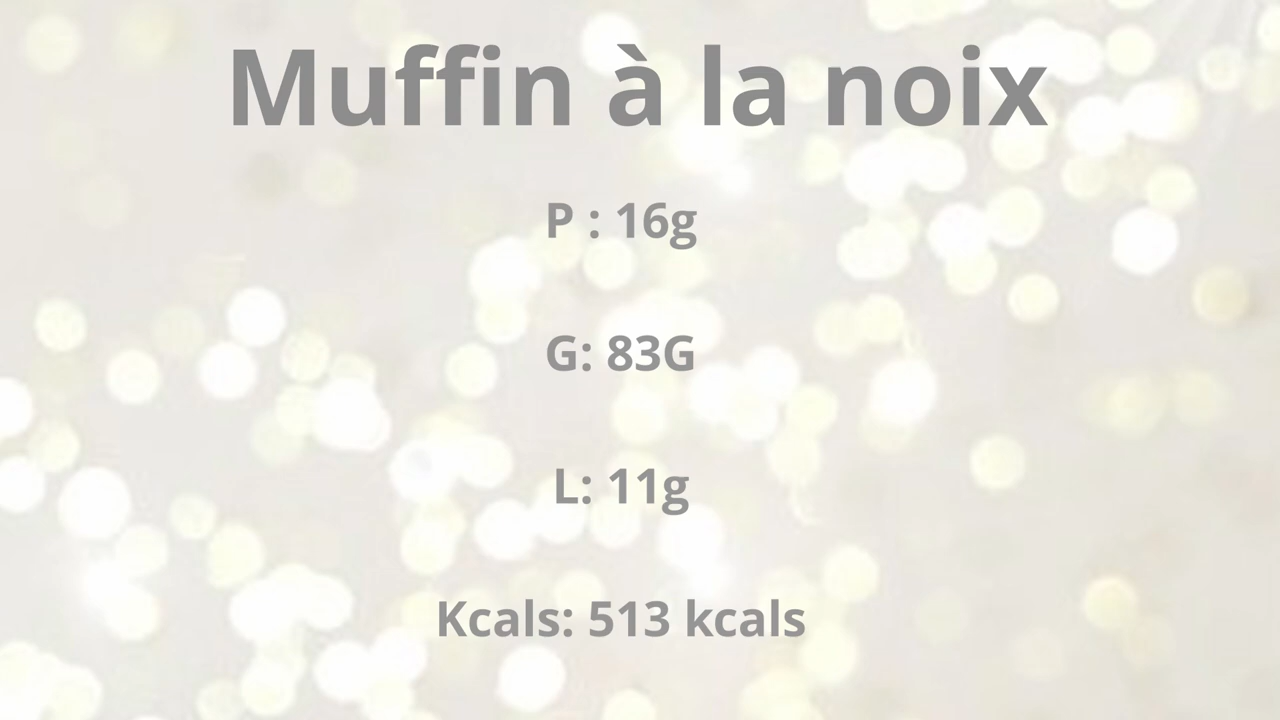 Muffin à la noix
P : 16g
G: 83G
L: 11g
Kcals: 513 kcals